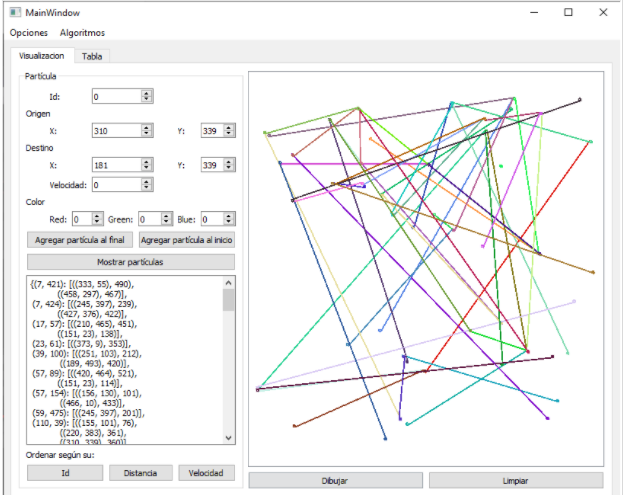 MainWindow
Opciones Algoritmos
Visualizacion Tabla
Partícula
Id: 0
Origen
X: 310 Y: 339
Destino
X: 181 Y: 339
Velocidad: 0
Color
Red: 0 Green: 0 Blue: 0
Agregar partícula al final Agregar partícula al inicio
Mostrar partículas
{(7, 421): [((333, 55), 490),
((458, 297), 467)],
(7, 424): [((245, 397), 239),
((427, 376), 422)],
(17, 57): [((210, 465), 451),
((151, 23), 138)],
(23, 61): [((373, 9), 353)],
(39, 100): [((251, 103), 212),
((189, 493), 420)],
(57, 89): [((420, 464), 521),
((151, 23), 114)],
(57, 154): [((156, 130), 101),
((466, 10), 433)],
(59, 475): [((245, 397), 201)],
(110, 39): [((155, 101), 76),
((220, 383), 361),
((310, 339), 360)]
Ordenar según su:
Id Distancia Velocidad
Dibujar Limpiar